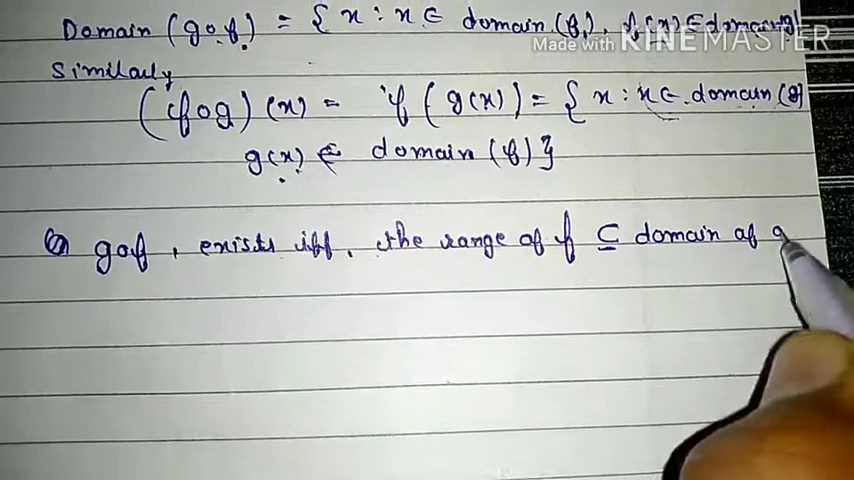 Domain (gof) = { x : x ∈ domain (f), f(x) ∈ domain(g)
Made with KINEMASTER
Similarly
(fog) (x) = f ( g(x) ) = { x : x ∈ domain (g)
g(x) ∈ domain (f) }
gof , exists iff, the range of f ⊆ domain of g